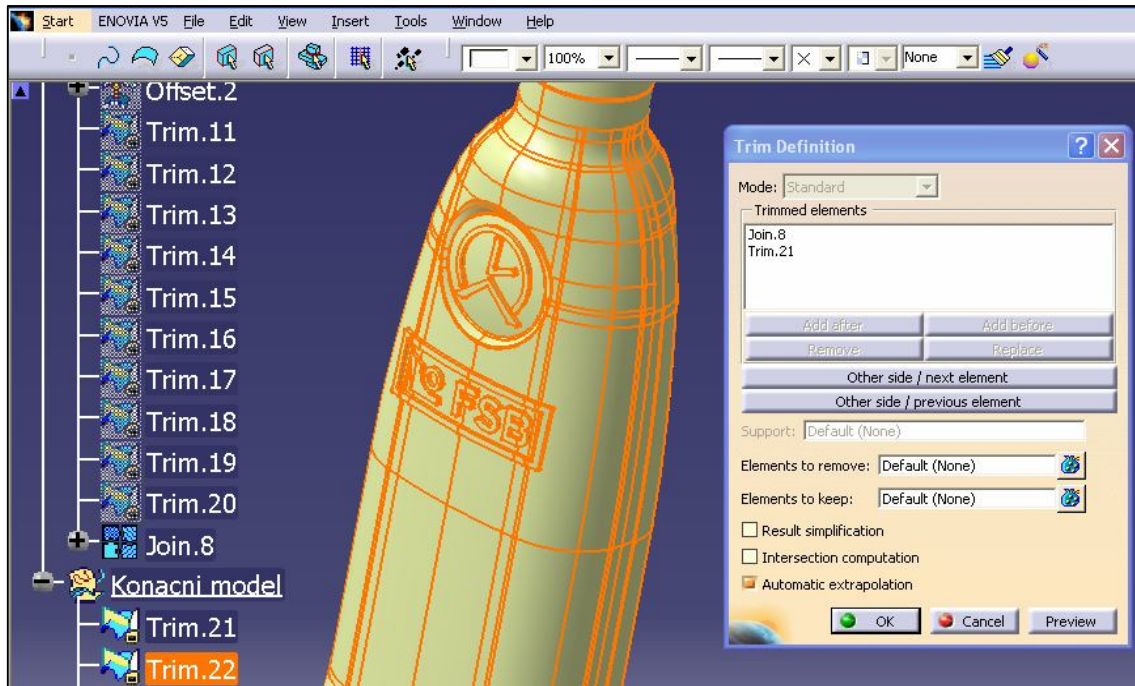 Start ENOVIA V5 File Edit View Insert Tools Window Help
100% None
Offset.2
Trim.11
Trim.12
Trim.13
Trim.14
Trim.15
Trim.16
Trim.17
Trim.18
Trim.19
Trim.20
Join.8
Konacni model
Trim.21
Trim.22
FSB
Trim Definition
Mode: Standard
Trimmed elements
Join.8
Trim.21
Add after Add before
Remove Replace
Other side / next element
Other side / previous element
Support: Default (None)
Elements to remove: Default (None)
Elements to keep: Default (None)
Result simplification
Intersection computation
Automatic extrapolation
OK Cancel Preview